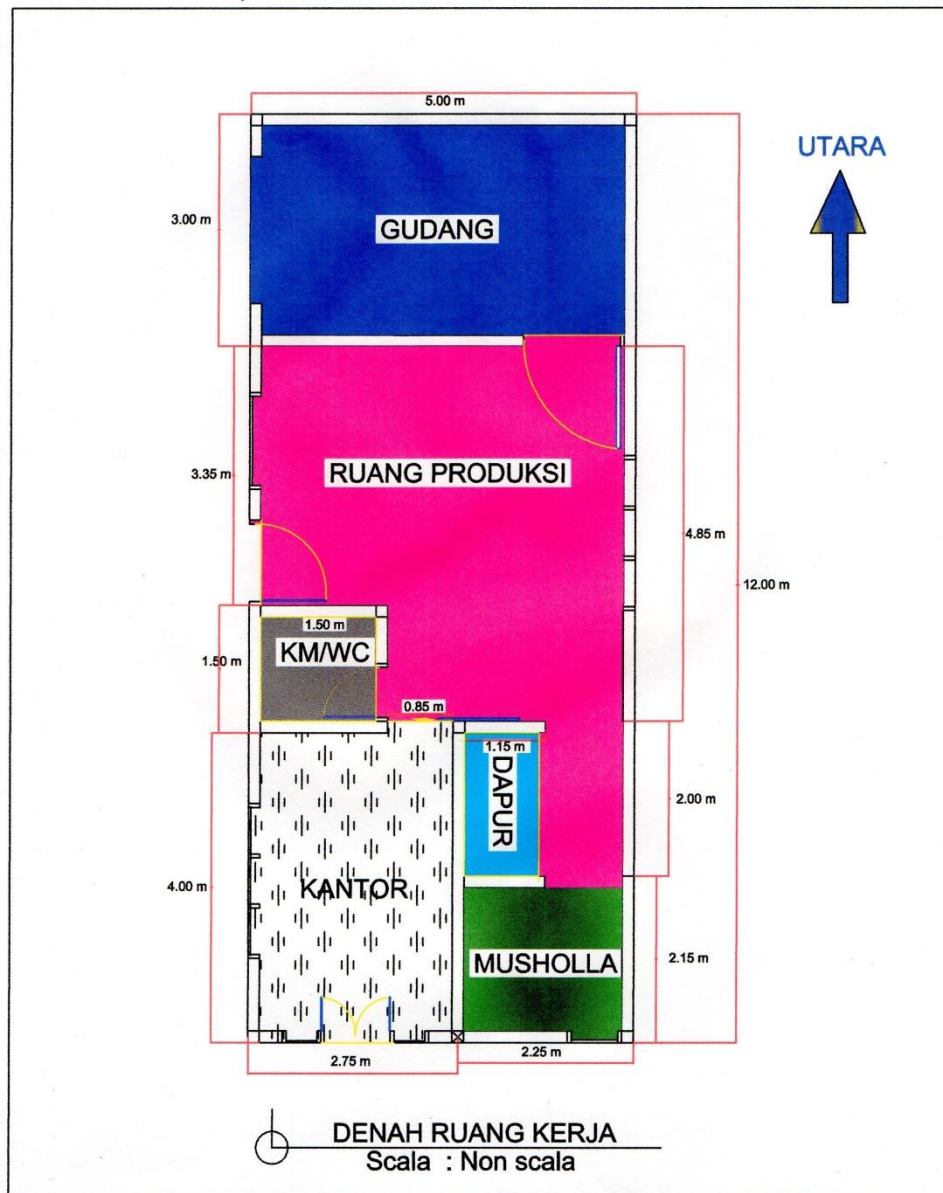 5.00 m
UTARA
3.00 m
GUDANG
3.35 m
RUANG PRODUKSI
4.85 m
12.00 m
1.50 m
1.50 m
KM/WC
0.85 m
1.15 m
DAPUR
2.00 m
4.00 m
KANTOR
MUSHOLLA
2.15 m
2.75 m
2.25 m
DENAH RUANG KERJA
Scala : Non scala